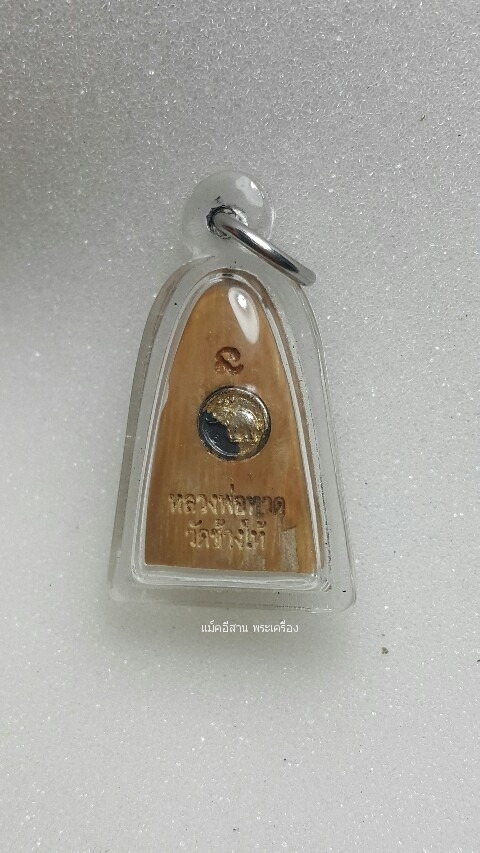 ๑
หลวงพ่อทวด
วัดช้างให้
แม็คอีสาน พระเครื่อง